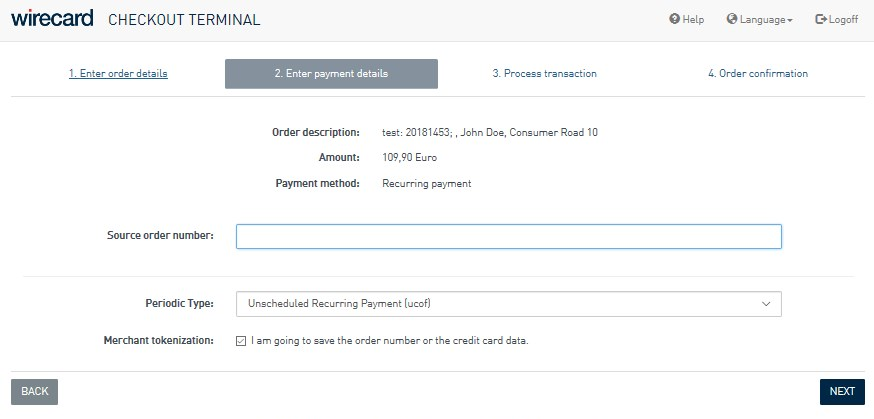 wirecard CHECKOUT TERMINAL Help Language Logoff
1. Enter order details 2. Enter payment details 3. Process transaction 4. Order confirmation
Order description: test: 20181453; , John Doe, Consumer Road 10
Amount: 109,90 Euro
Payment method: Recurring payment
Source order number:
Periodic Type: Unscheduled Recurring Payment (ucof)
Merchant tokenization: I am going to save the order number or the credit card data.
BACK NEXT